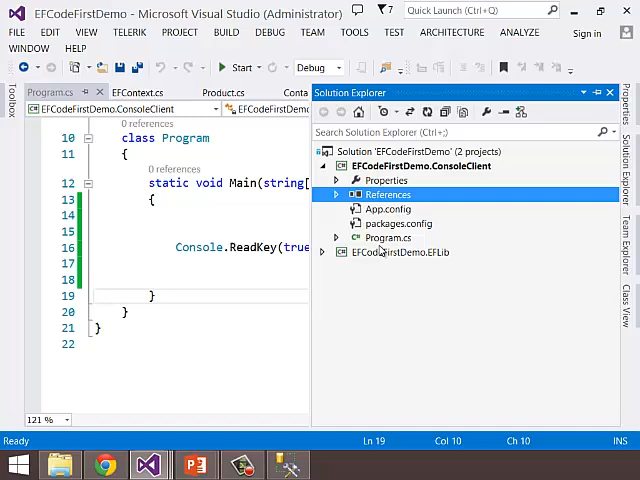 EFCodeFirstDemo - Microsoft Visual Studio (Administrator)
7
Quick Launch (Ctrl+Q)
FILE EDIT VIEW TELERIK PROJECT BUILD DEBUG TEAM TOOLS TEST ARCHITECTURE ANALYZE Sign in
WINDOW HELP
Start Debug
Toolbox
Program.cs EFContext.cs Product.cs Conta
EFCodeFirstDemo.ConsoleClient EFCodeFirstDemo
10 class Program
11 {
0 references
12 static void Main(string[
13 {
14
15
16 Console.ReadKey(true
17
18
19 }
20 }
21 }
22
121 %
Solution Explorer
Search Solution Explorer (Ctrl+;)
Solution 'EFCodeFirstDemo' (2 projects)
EFCodeFirstDemo.ConsoleClient
Properties
References
App.config
packages.config
Program.cs
EFCodeFirstDemo.EFLib
Properties
Solution Explorer
Team Explorer
Class View
0 references
Ready Ln 19 Col 10 Ch 10 INS